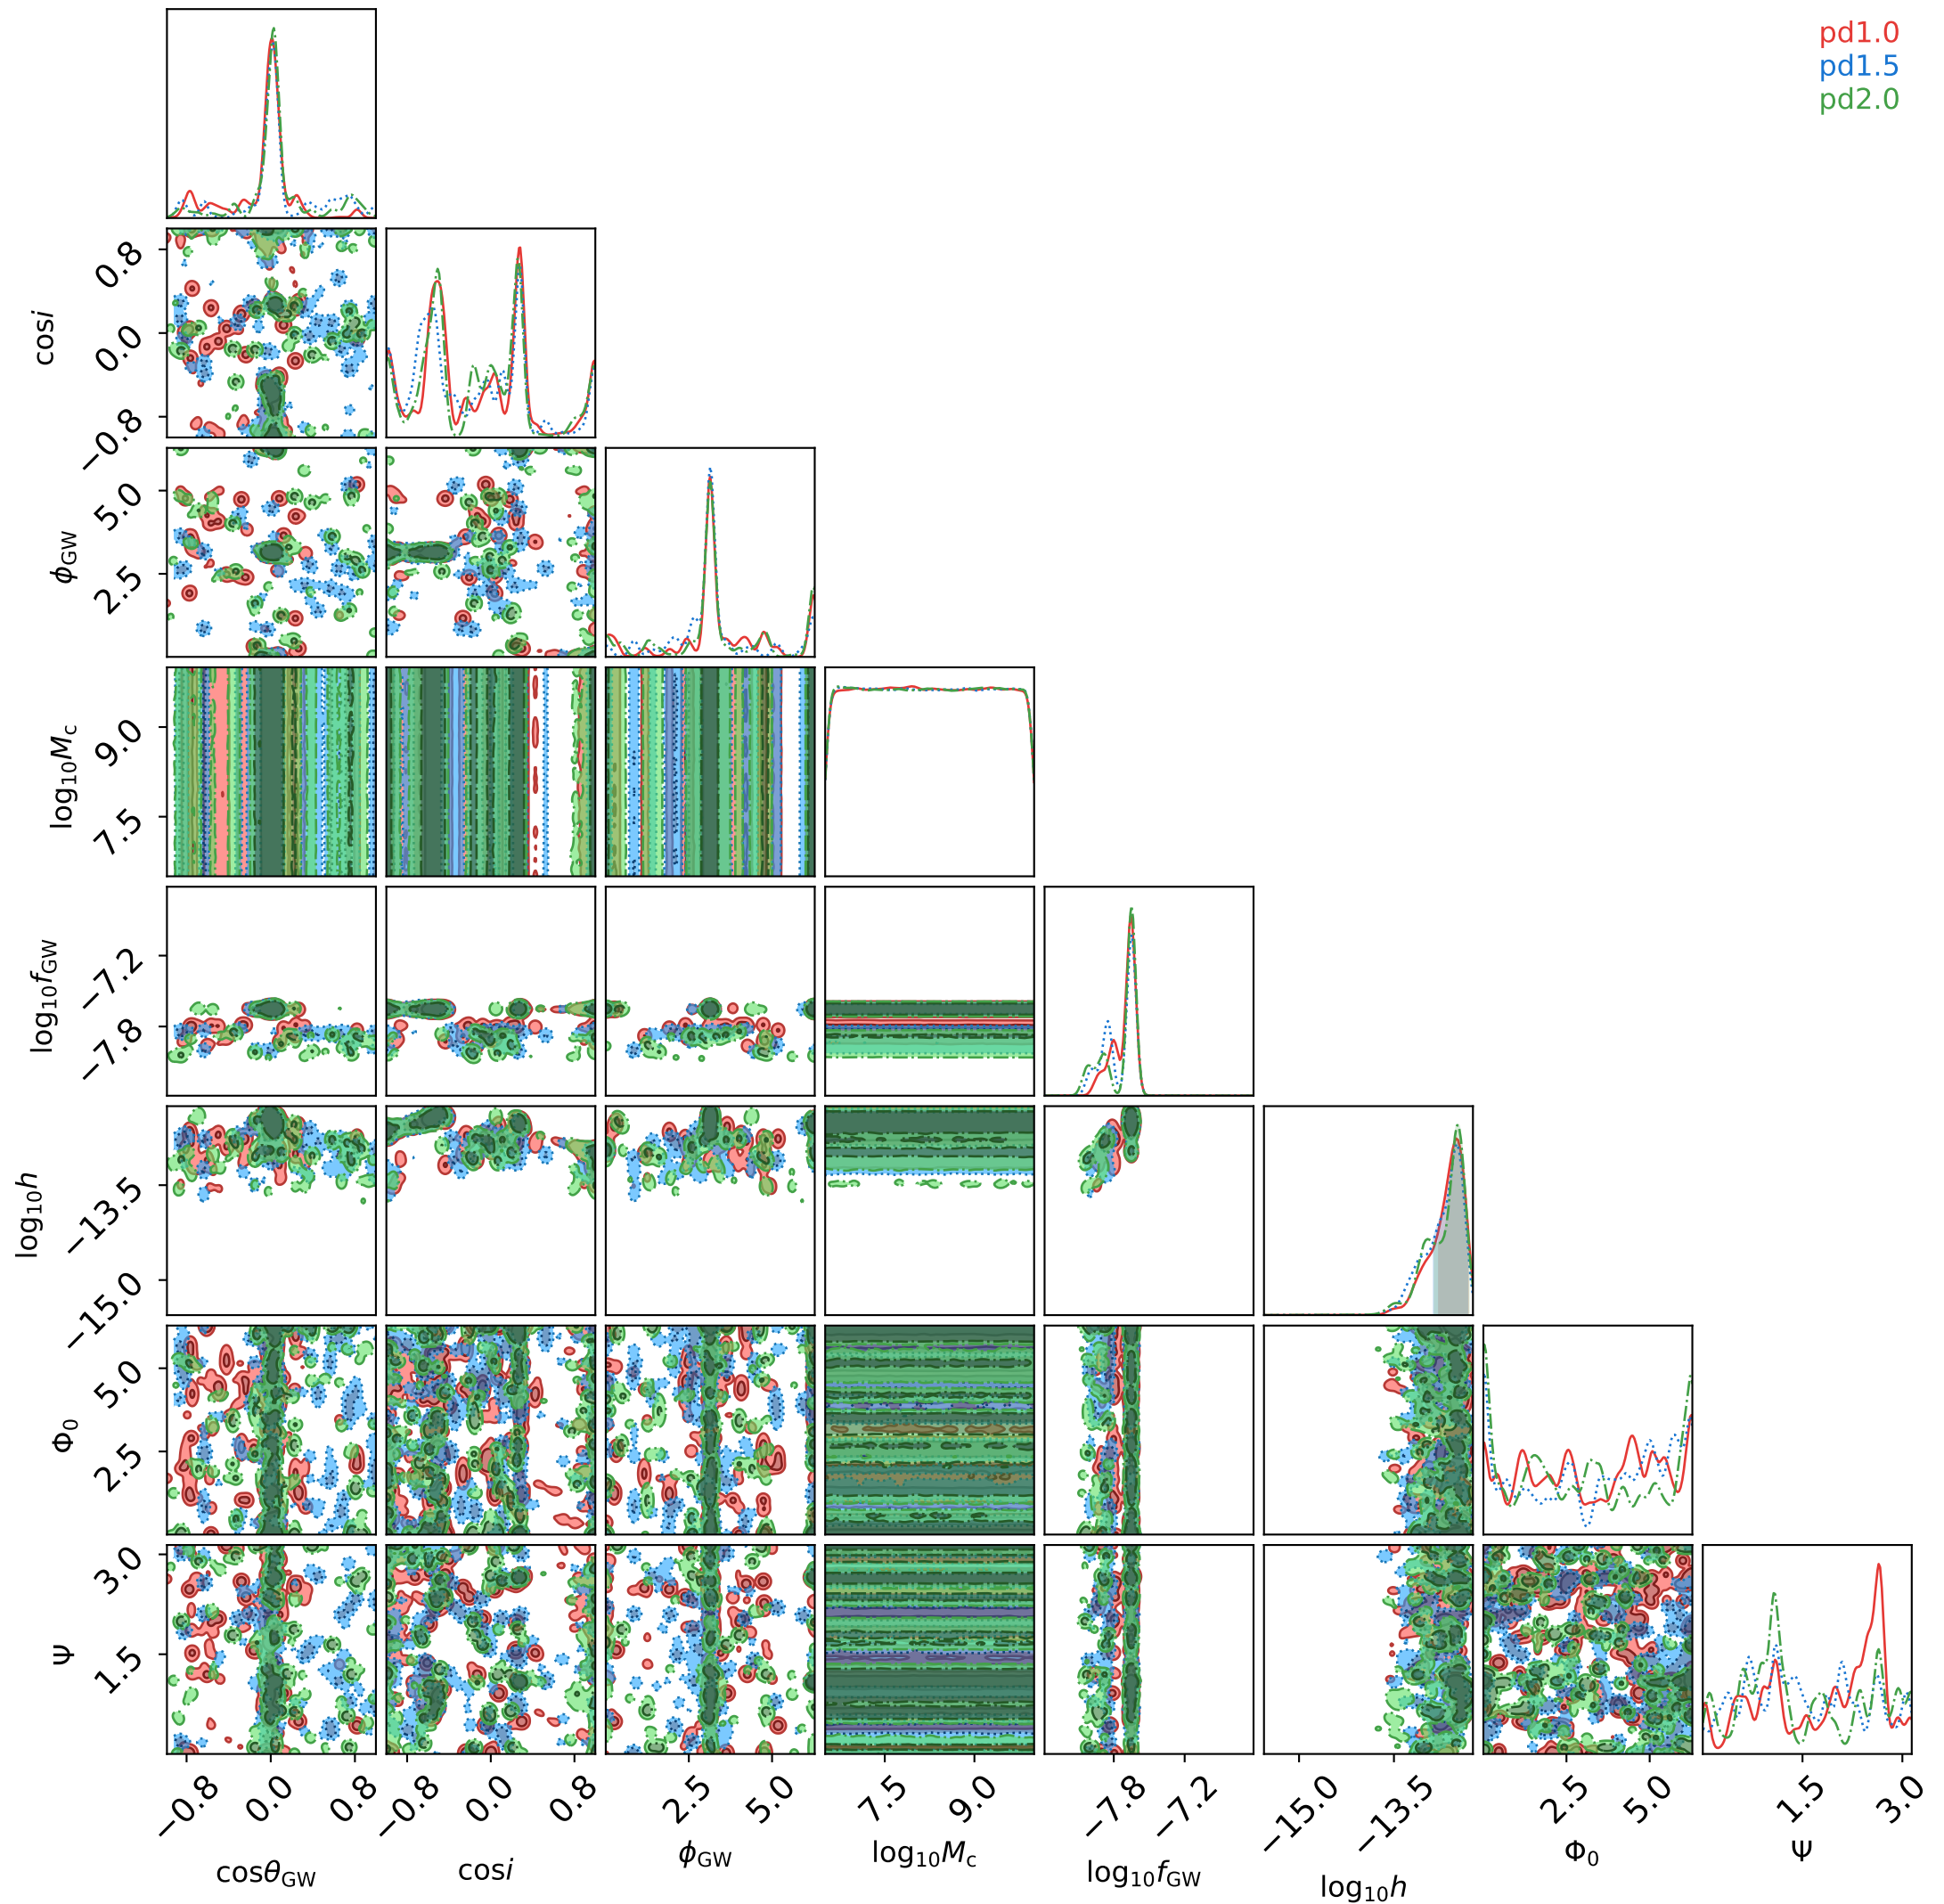 pd1.0
pd1.5
pd2.0
cosi
0.8
0.0
−0.8
ϕGW
5.0
2.5
log10Mc
9.0
7.5
log10fGW
−7.2
−7.8
log10h
−13.5
−15.0
Φ0
5.0
2.5
Ψ
3.0
1.5
−0.8 0.0 0.8 −0.8 0.0 0.8 2.5 5.0 7.5 9.0 −7.8 −7.2 −15.0 −13.5 2.5 5.0 1.5 3.0
cosθGW cosi ϕGW log10Mc log10fGW log10h Φ0 Ψ